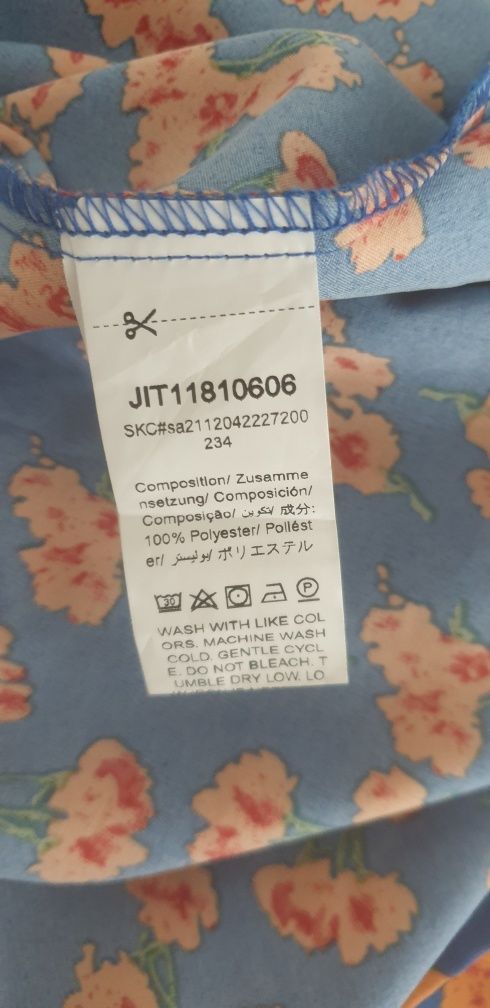 JIT11810606
SKC#sa2112042227200
234
Composition/ Zusamme
nsetzung/ Composición/
Composição/ تكوين/ 成分:
100% Polyester/ Poliést
er/ بوليستر/ ポリエステル
30 P
WASH WITH LIKE COL
ORS. MACHINE WASH
COLD, GENTLE CYCL
E. DO NOT BLEACH. T
UMBLE DRY LOW. LO